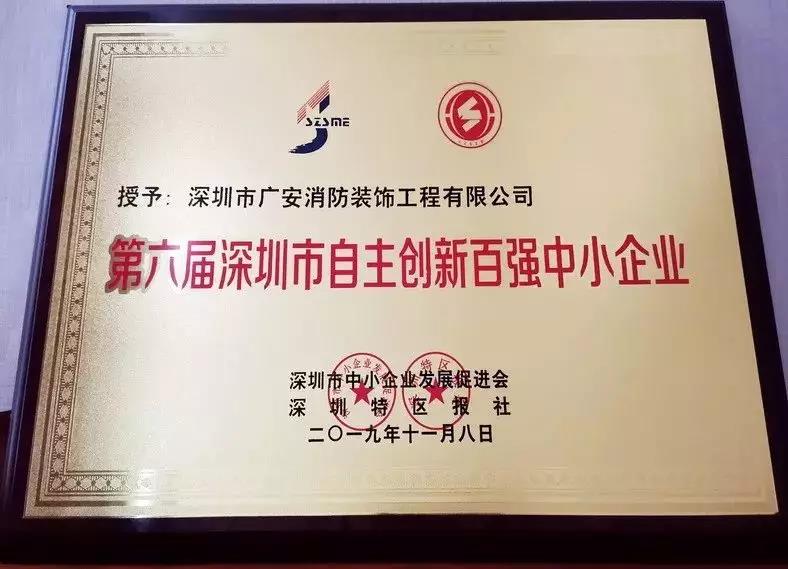 SZSME
授予：深圳市广安消防装饰工程有限公司
第六届深圳市自主创新百强中小企业
深圳市中小企业发展促进会
深圳特区报社
二〇一九年十一月八日